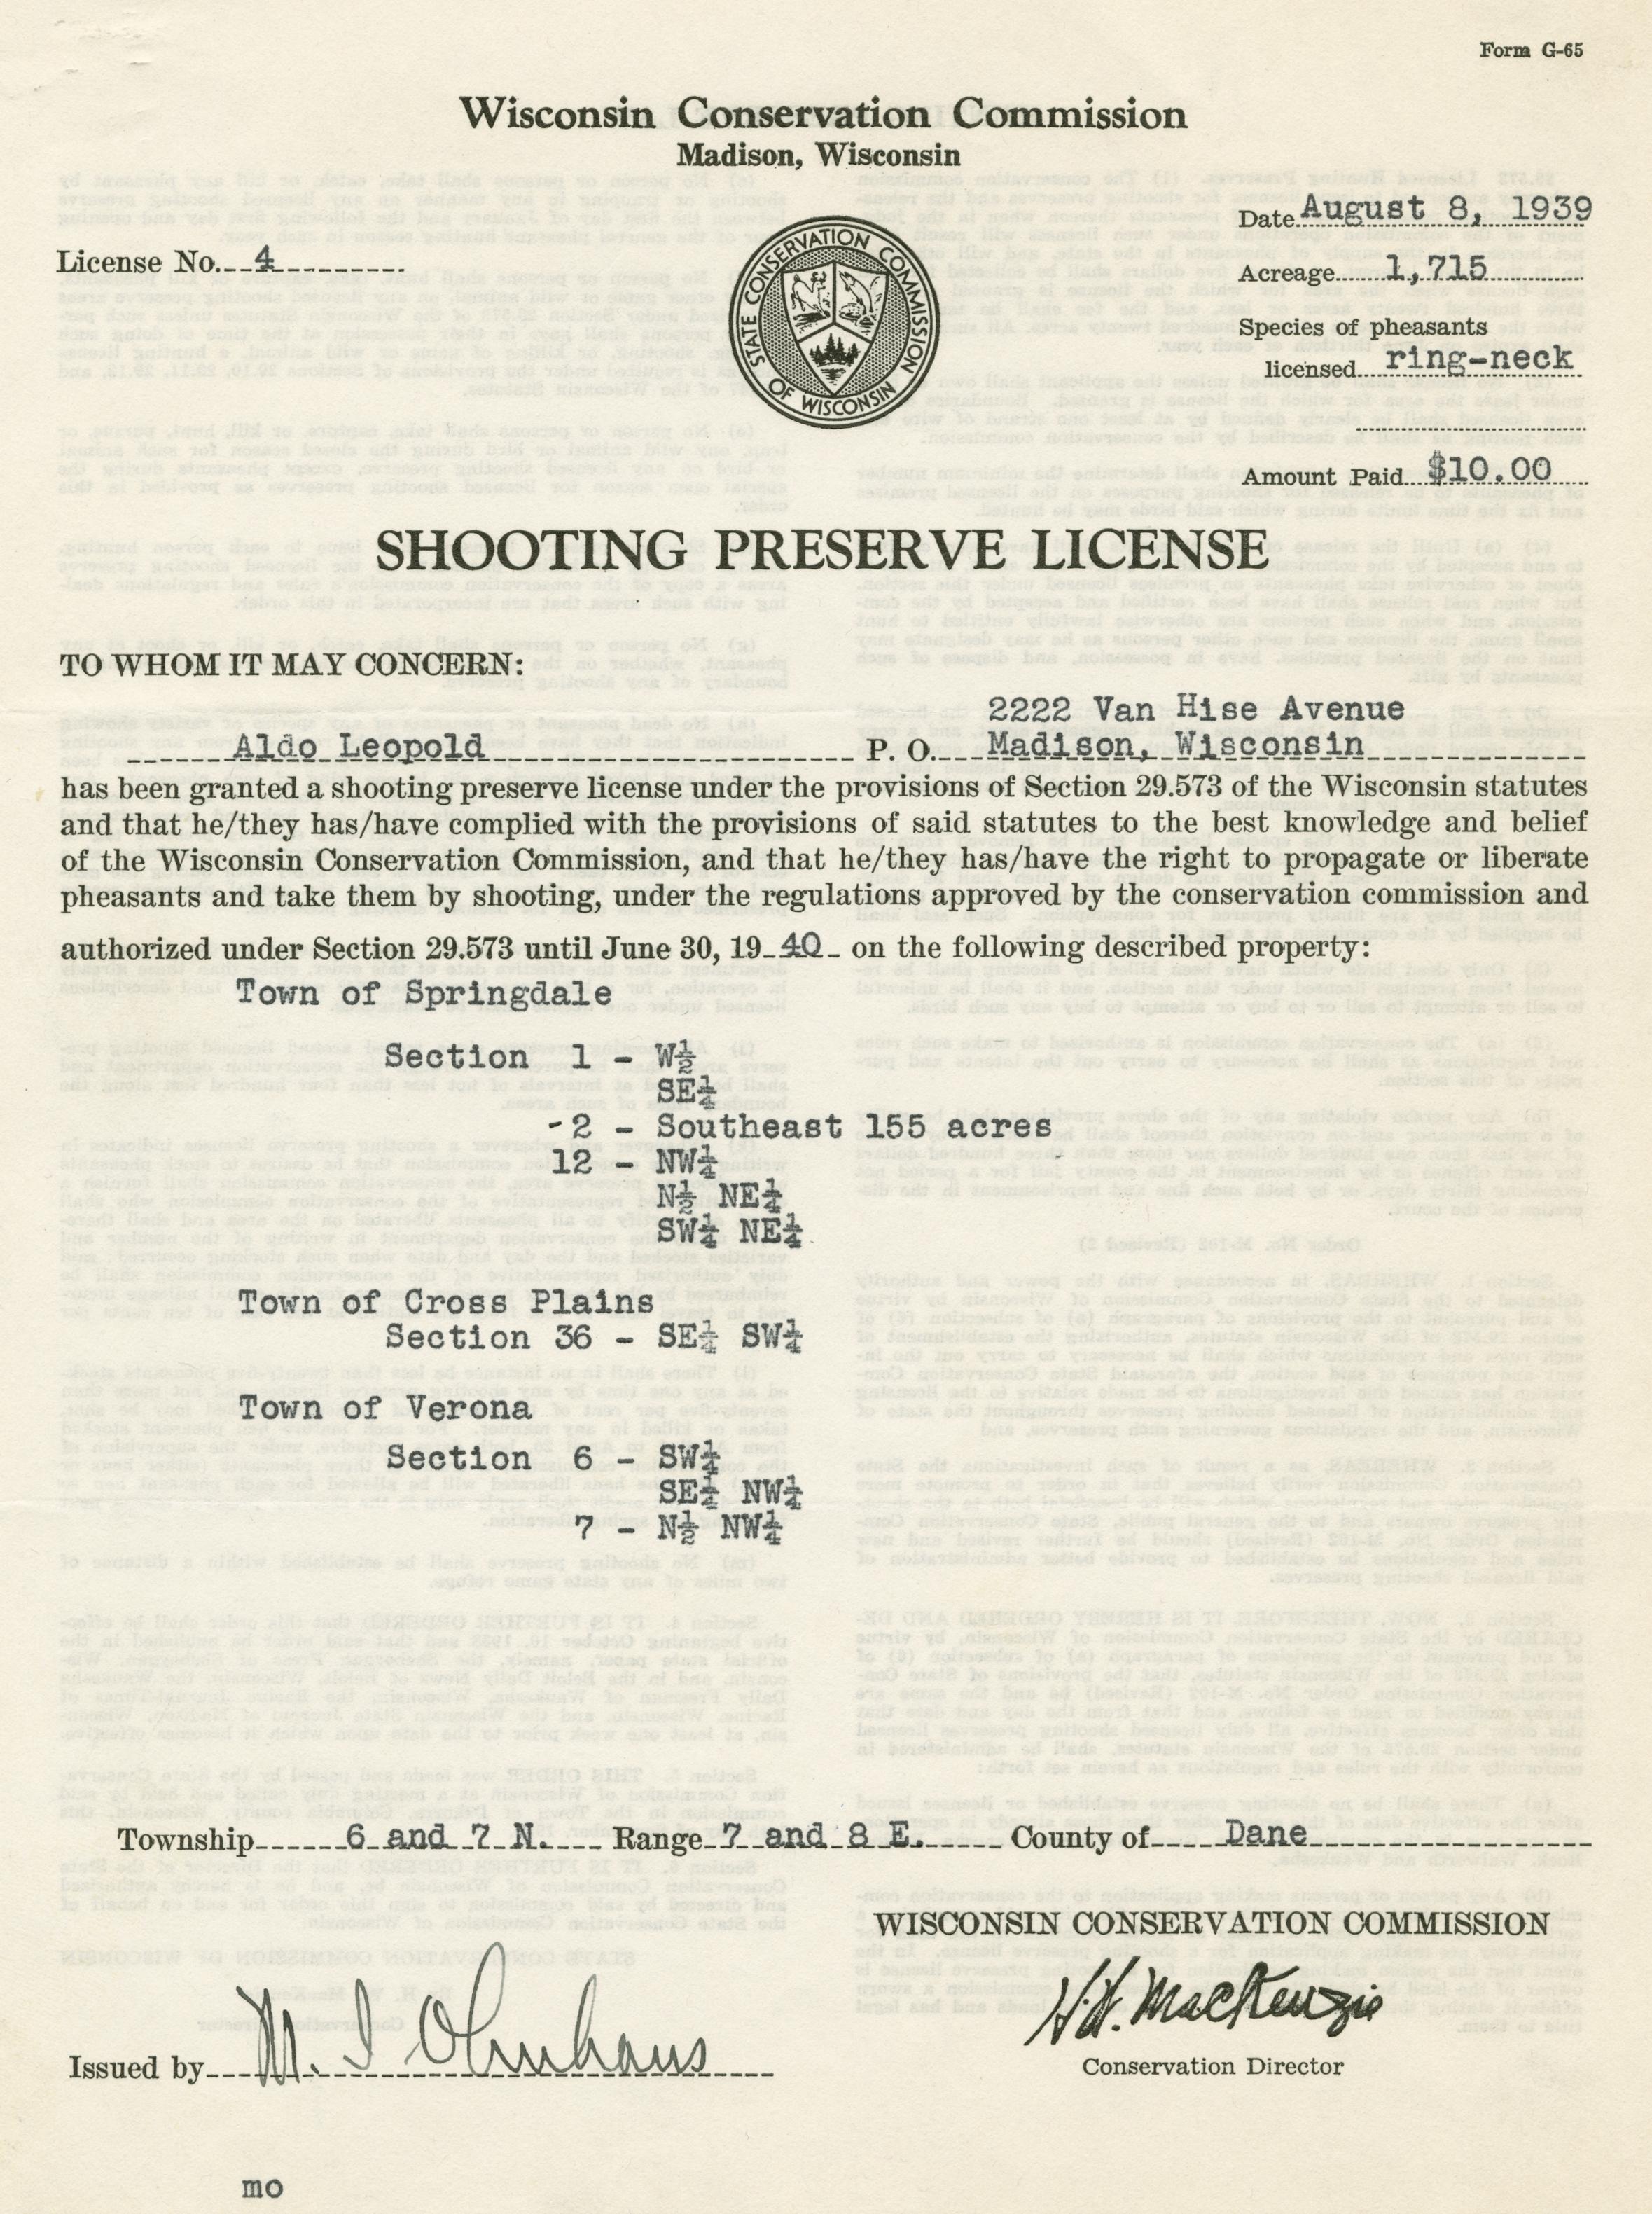 Form G-65
Wisconsin Conservation Commission
Madison, Wisconsin
Date August 8, 1939
License No. 4
Acreage 1,715
Species of pheasants
licensed ring-neck
Amount Paid $10.00
STATE CONSERVATION COMMISSION
OF WISCONSIN
SHOOTING PRESERVE LICENSE
TO WHOM IT MAY CONCERN:
2222 Van Hise Avenue
Aldo Leopold P. O. Madison, Wisconsin
has been granted a shooting preserve license under the provisions of Section 29.573 of the Wisconsin statutes
and that he/they has/have complied with the provisions of said statutes to the best knowledge and belief
of the Wisconsin Conservation Commission, and that he/they has/have the right to propagate or liberate
pheasants and take them by shooting, under the regulations approved by the conservation commission and
authorized under Section 29.573 until June 30, 1940 on the following described property:
Town of Springdale
Section 1 - W½
SE¼
-2 - Southeast 155 acres
12 - NW¼
N½ NE¼
SW¼ NE¼
Town of Cross Plains
Section 36 - SE¼ SW¼
Town of Verona
Section 6 - SW¼
SE¼ NW¼
7 - N½ NW¼
Township 6 and 7 N. Range 7 and 8 E. County of Dane
WISCONSIN CONSERVATION COMMISSION
H. W. MacKenzie
Issued by M. I.
Conservation Director
mo